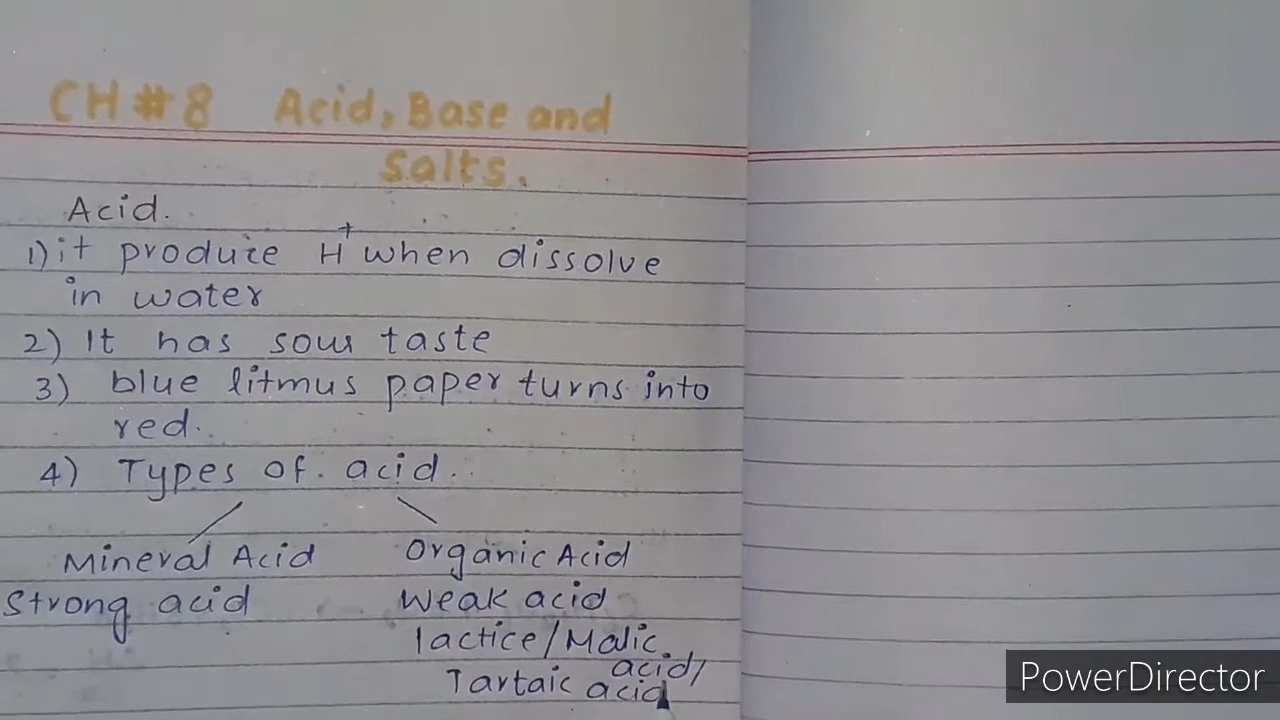 CH # 8 Acid, Base and
Salts.
Acid.
1) it produce H+ when dissolve
in water
2) It has sour taste
3) blue litmus paper turns into
red.
4) Types of. acid..
Mineral Acid Organic Acid
Strong acid Weak acid
lactice/Malic.
acid/
Tartaic acid
PowerDirector